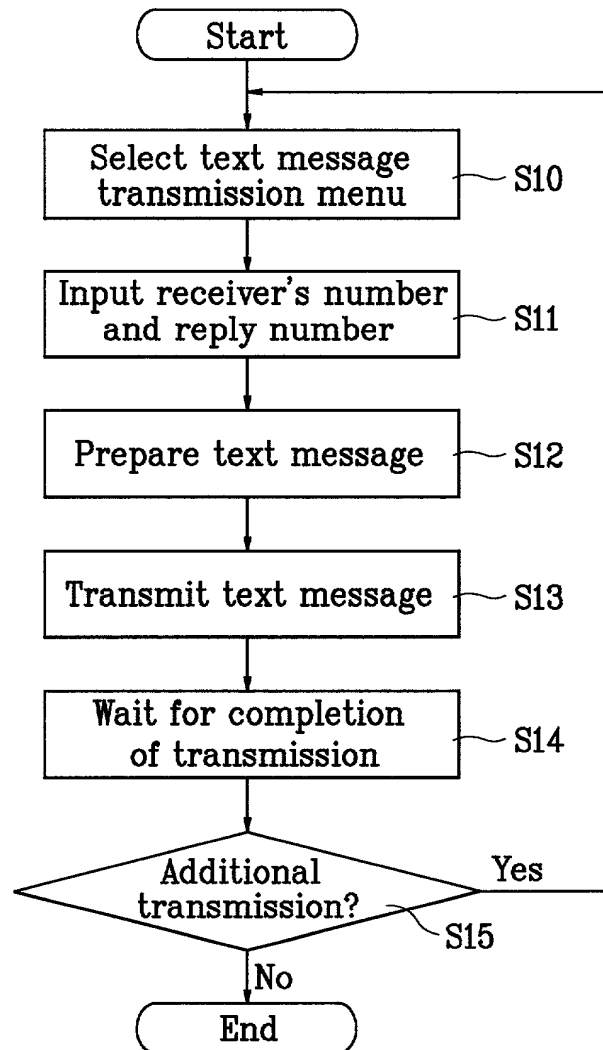 Start
Select text message
transmission menu
S10
Input receiver's number
and reply number
S11
Prepare text message
S12
Transmit text message
S13
Wait for completion
of transmission
S14
Additional
transmission?
Yes
S15
No
End